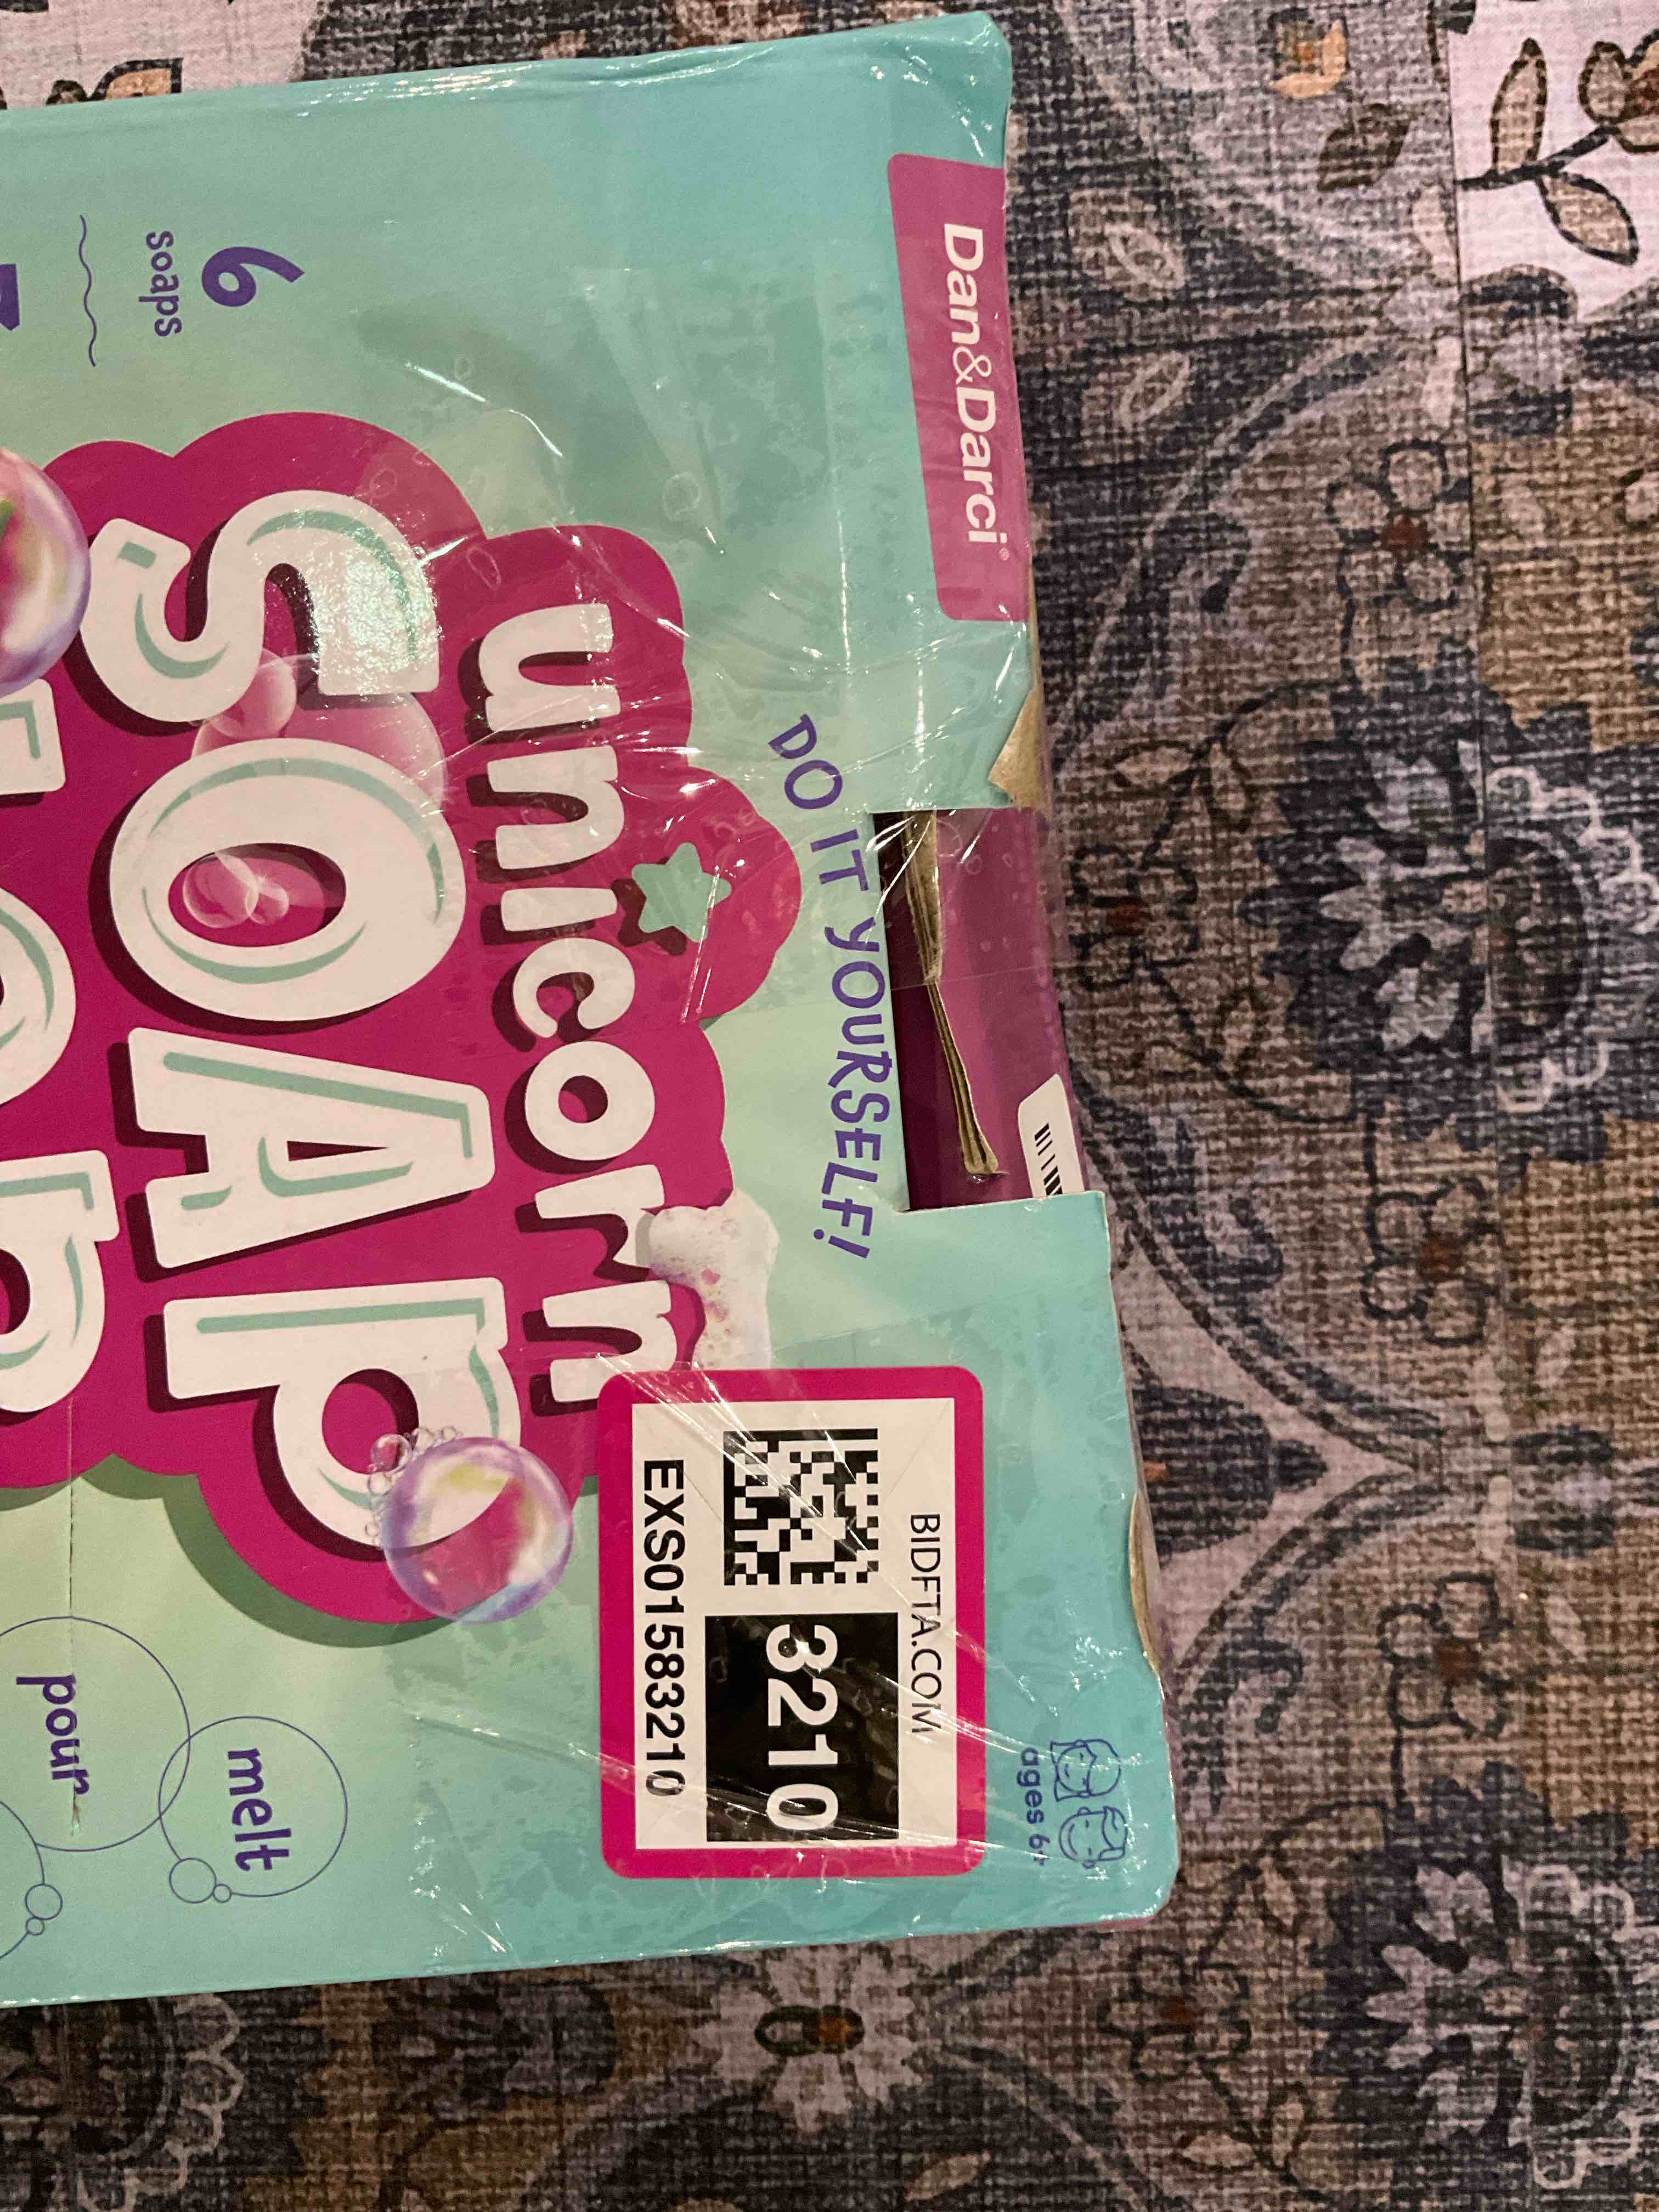 Dan&Darci®
ages 6+
DO IT YOURSELF!
unicorn
SOAP
BIDFTA.COM
3210
EXS01583210
6
soaps
melt
pour